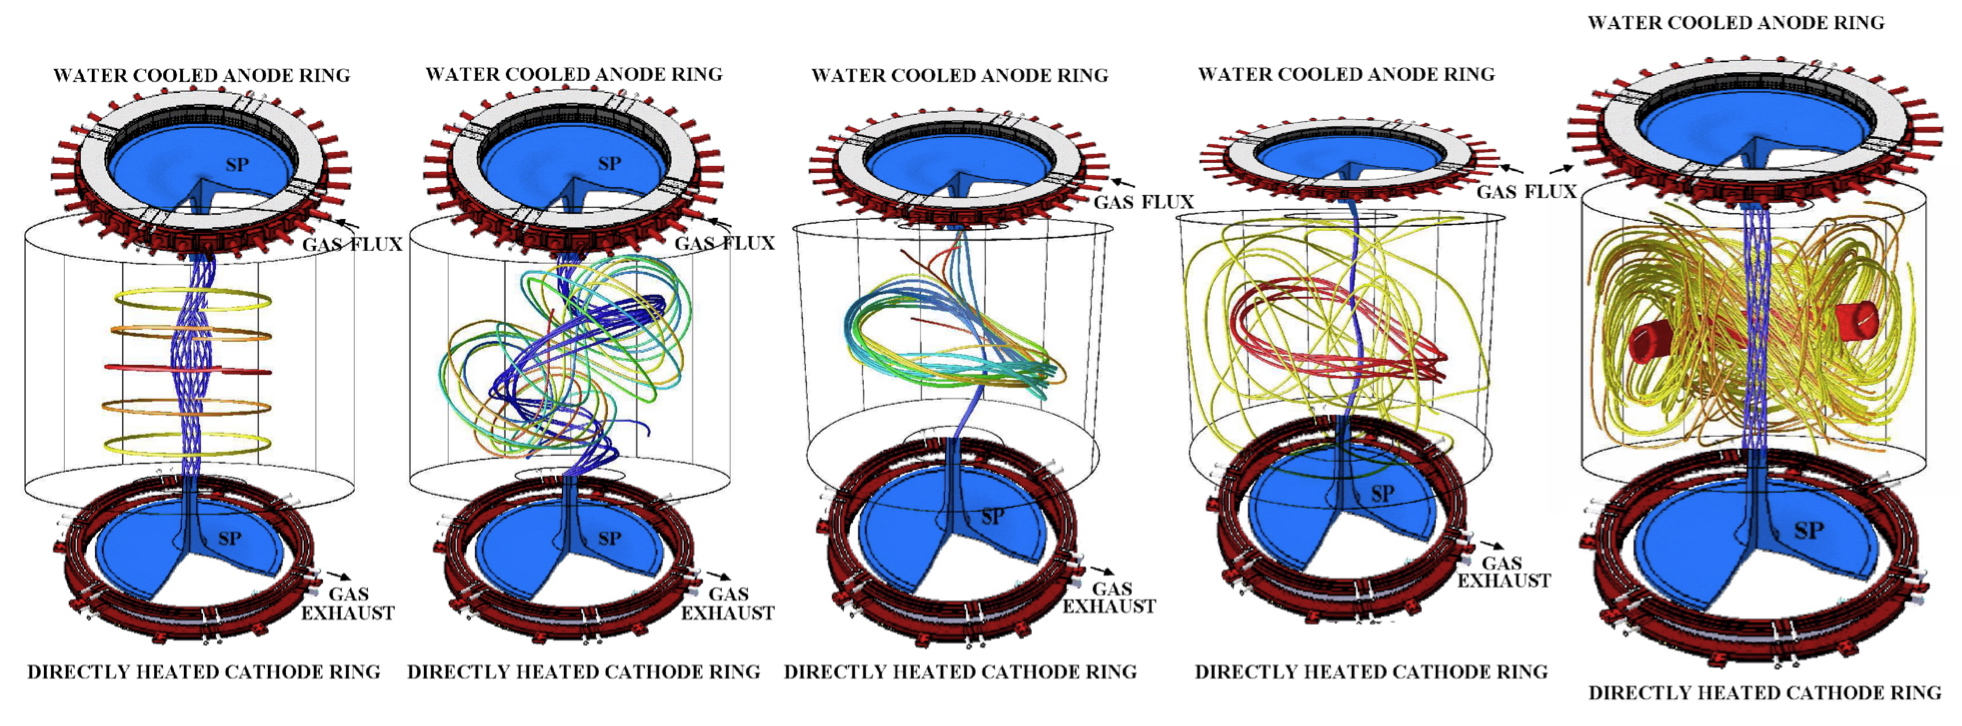 WATER COOLED ANODE RING
SP
GAS FLUX
SP
GAS
EXHAUST
DIRECTLY HEATED CATHODE RING
WATER COOLED ANODE RING
SP
GAS FLUX
SP
GAS
EXHAUST
DIRECTLY HEATED CATHODE RING
WATER COOLED ANODE RING
GAS FLUX
SP
GAS
EXHAUST
DIRECTLY HEATED CATHODE RING
WATER COOLED ANODE RING
GAS FLUX
SP
GAS
EXHAUST
DIRECTLY HEATED CATHODE RING
WATER COOLED ANODE RING
SP
DIRECTLY HEATED CATHODE RING